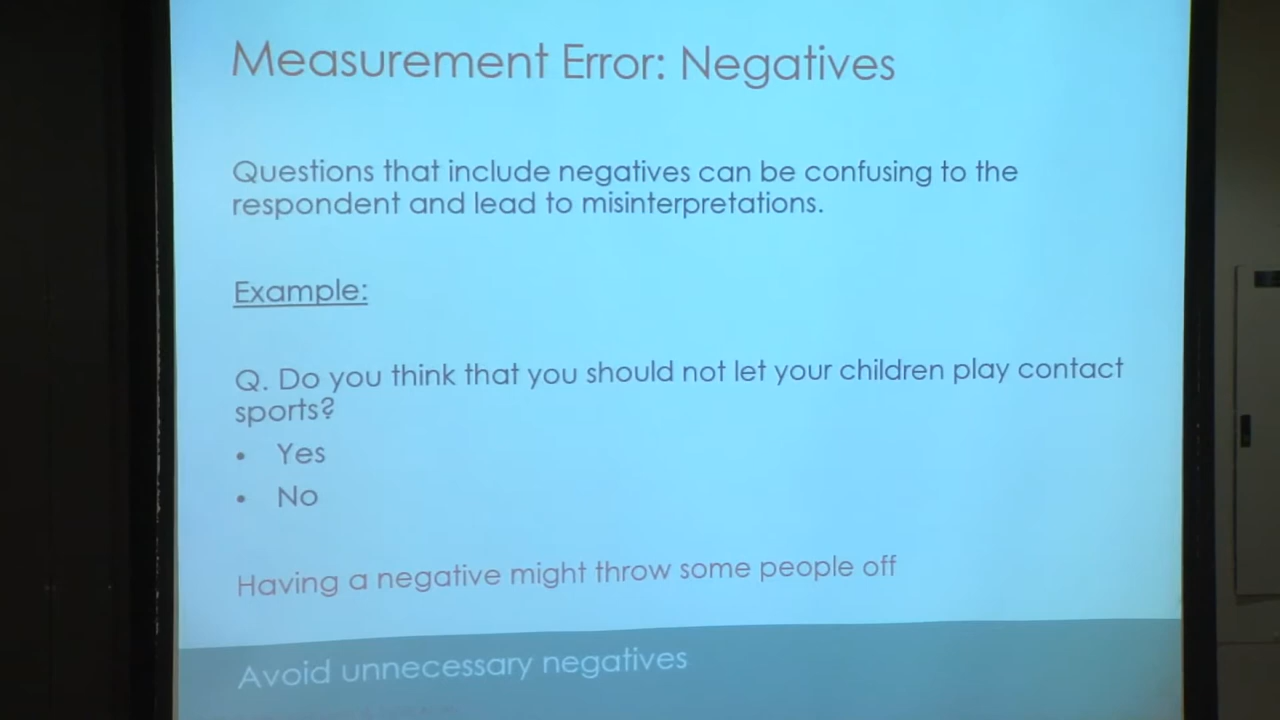 Measurement Error: Negatives
Questions that include negatives can be confusing to the
respondent and lead to misinterpretations.
Example:
Q. Do you think that you should not let your children play contact
sports?
• Yes
• No
Having a negative might throw some people off
Avoid unnecessary negatives